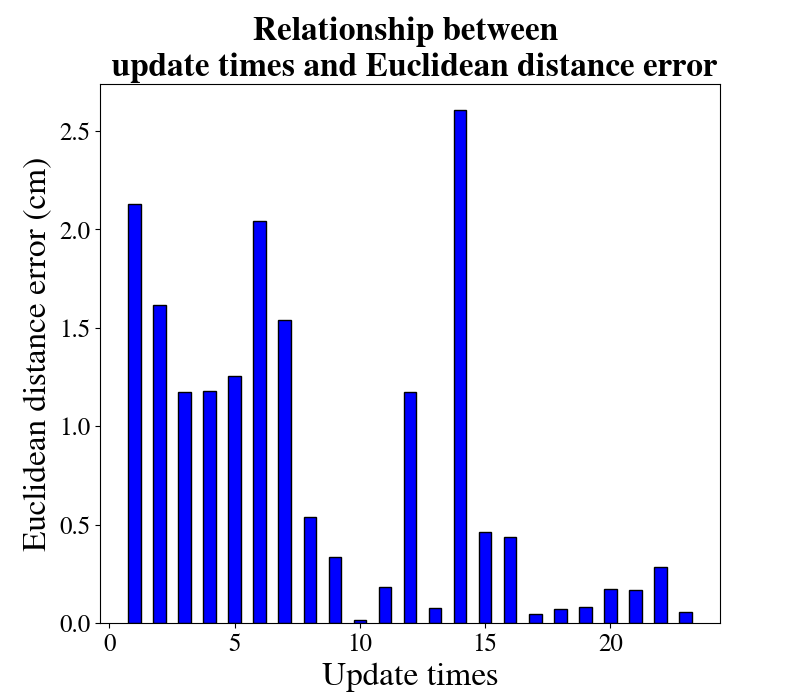 Relationship between
update times and Euclidean distance error
Euclidean distance error (cm)
2.5
2.0
1.5
1.0
0.5
0.0
0
5
10
15
20
Update times